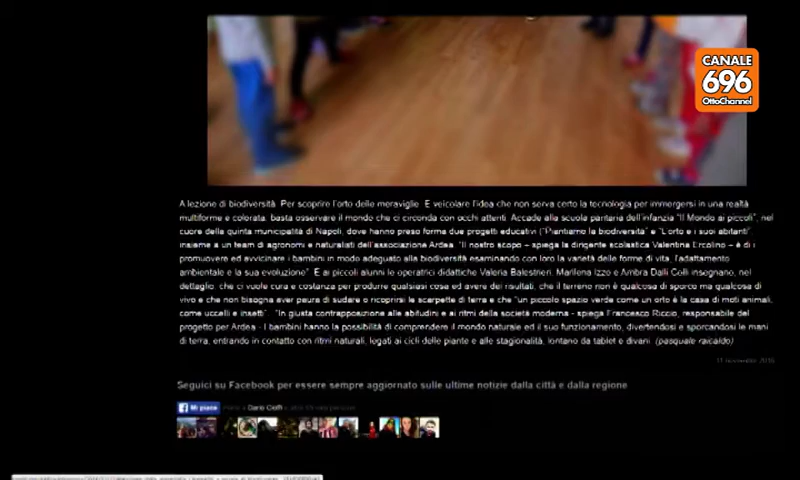 CANALE
696
OttoChannel
A lezione di biodiversità. Per scoprire l'orto delle meraviglie. E veicolare l'idea che non serva certo la tecnologia per immergersi in una realtà
multiforme e colorata: basta osservare il mondo che ci circonda con occhi attenti. Accade alla scuola paritaria dell'infanzia "Il Mondo ai piccoli", nel
cuore della quinta municipalità di Napoli, dove hanno preso forma due progetti educativi ("Piantiamo la biodiversità" e "L'orto e i suoi abitanti",
insieme a un team di agronomi e naturalisti dell'associazione Ardea. "Il nostro scopo – spiega la dirigente scolastica Valentina Ercolino – è di i
promuovere ed avvicinare i bambini in modo adeguato alla biodiversità esaminando con loro la varietà delle forme di vita, l'adattamento
ambientale e la sua evoluzione". E ai piccoli alunni le operatrici didattiche Valeria Balestrieri, Marilena Izzo e Ambra Dalli Colli insegnano, nel
dettaglio, che ci vuole cura e costanza per produrre qualsiasi cosa ed avere dei risultati, che il terreno non è qualcosa di sporco ma qualcosa di
vivo e che non bisogna aver paura di sudare o ricoprirsi le scarpette di terra e che "un piccolo spazio verde come un orto è la casa di moti animali,
come uccelli e insetti". "In giusta contrapposizione alle abitudini e ai ritmi della società moderna - spiega Francesco Riccio, responsabile del
progetto per Ardea - i bambini hanno la possibilità di comprendere il mondo naturale ed il suo funzionamento, divertendosi e sporcandosi le mani
di terra, entrando in contatto con ritmi naturali, legati ai cicli delle piante e alle stagionalità, lontano da tablet e divani. (pasquale raicaldo)
Seguici su Facebook per essere sempre aggiornato sulle ultime notizie dalla città e dalla regione
Mi piace